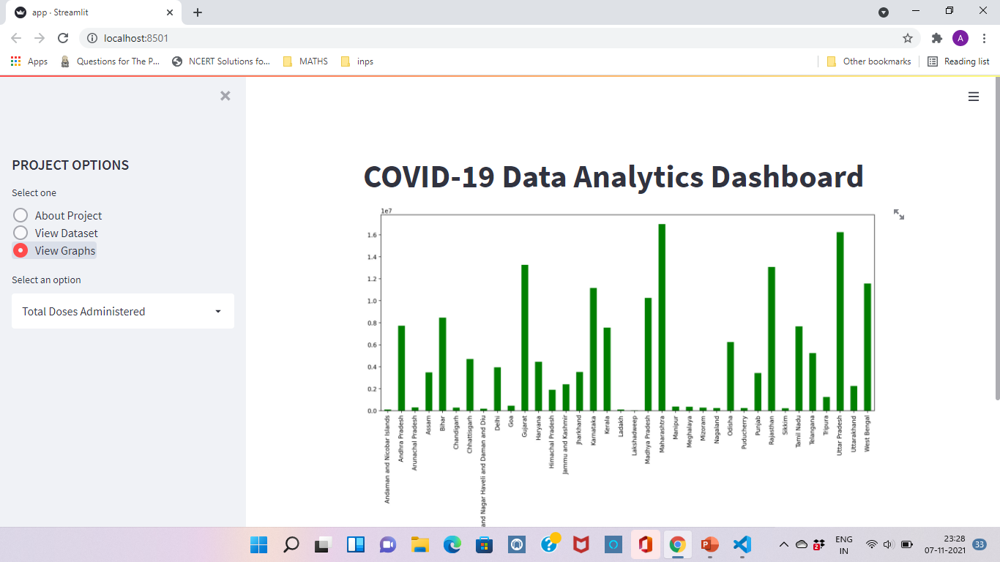 app · Streamlit
localhost:8501
A
Apps
Questions for The P...
NCERT Solutions fo...
MATHS
inps
Other bookmarks
Reading list
PROJECT OPTIONS
Select one
About Project
View Dataset
View Graphs
Select an option
Total Doses Administered
COVID-19 Data Analytics Dashboard
1e7
1.6
1.4
1.2
1.0
0.8
0.6
0.4
0.2
0.0
Andaman and Nicobar Islands
Andhra Pradesh
Arunachal Pradesh
Assam
Bihar
Chandigarh
Chhattisgarh
and Nagar Haveli and Daman and Diu
Delhi
Goa
Gujarat
Haryana
Himachal Pradesh
Jammu and Kashmir
Jharkhand
Karnataka
Kerala
Ladakh
Lakshadweep
Madhya Pradesh
Maharashtra
Manipur
Meghalaya
Mizoram
Nagaland
Odisha
Puducherry
Punjab
Rajasthan
Sikkim
Tamil Nadu
Telangana
Tripura
Uttar Pradesh
Uttarakhand
West Bengal
2
ENG
IN
23:28
07-11-2021
33